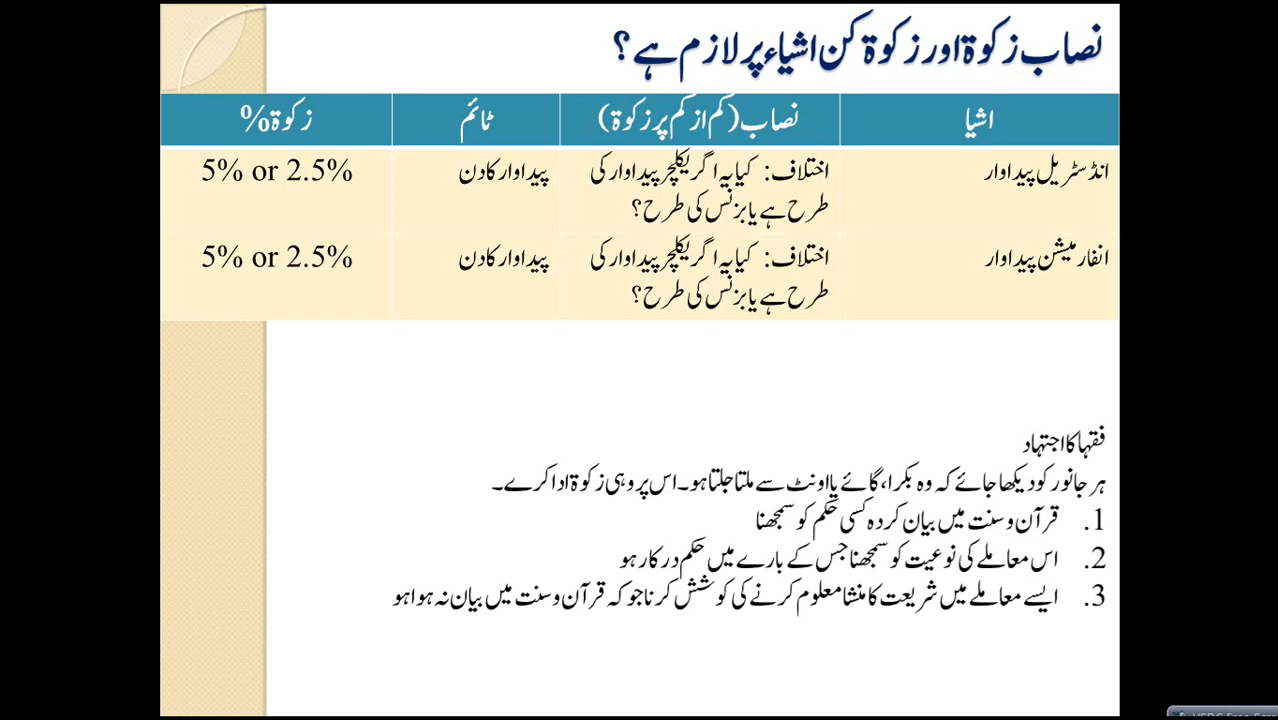 نصاب زکوۃ اور زکوۃ کن اشیاء پر لازم ہے؟
اشیا	نصاب (کم از کم پر زکوۃ)	ٹائم	زکوۃ %
انڈسٹریل پیداوار	اختلاف: کیا یہ اگریکلچر پیداوار کی	پیداوار کا دن	5% or 2.5%
طرح ہے یا بزنس کی طرح؟
انفارمیشن پیداوار	اختلاف: کیا یہ اگریکلچر پیداوار کی	پیداوار کا دن	5% or 2.5%
طرح ہے یا بزنس کی طرح؟
فقہا کا اجتہاد
ہر جانور کو دیکھا جائے کہ وہ بکرا، گائے یا اونٹ سے ملتا جلتا ہو۔ اس پر وہی زکوۃ ادا کرے۔
1. قرآن و سنت میں بیان کردہ کسی حکم کو سمجھنا
2. اس معاملے کی نوعیت کو سمجھنا جس کے بارے میں حکم درکار ہو
3. ایسے معاملے میں شریعت کا منشا معلوم کرنے کی کوشش کرنا جو کہ قرآن و سنت میں بیان نہ ہوا ہو